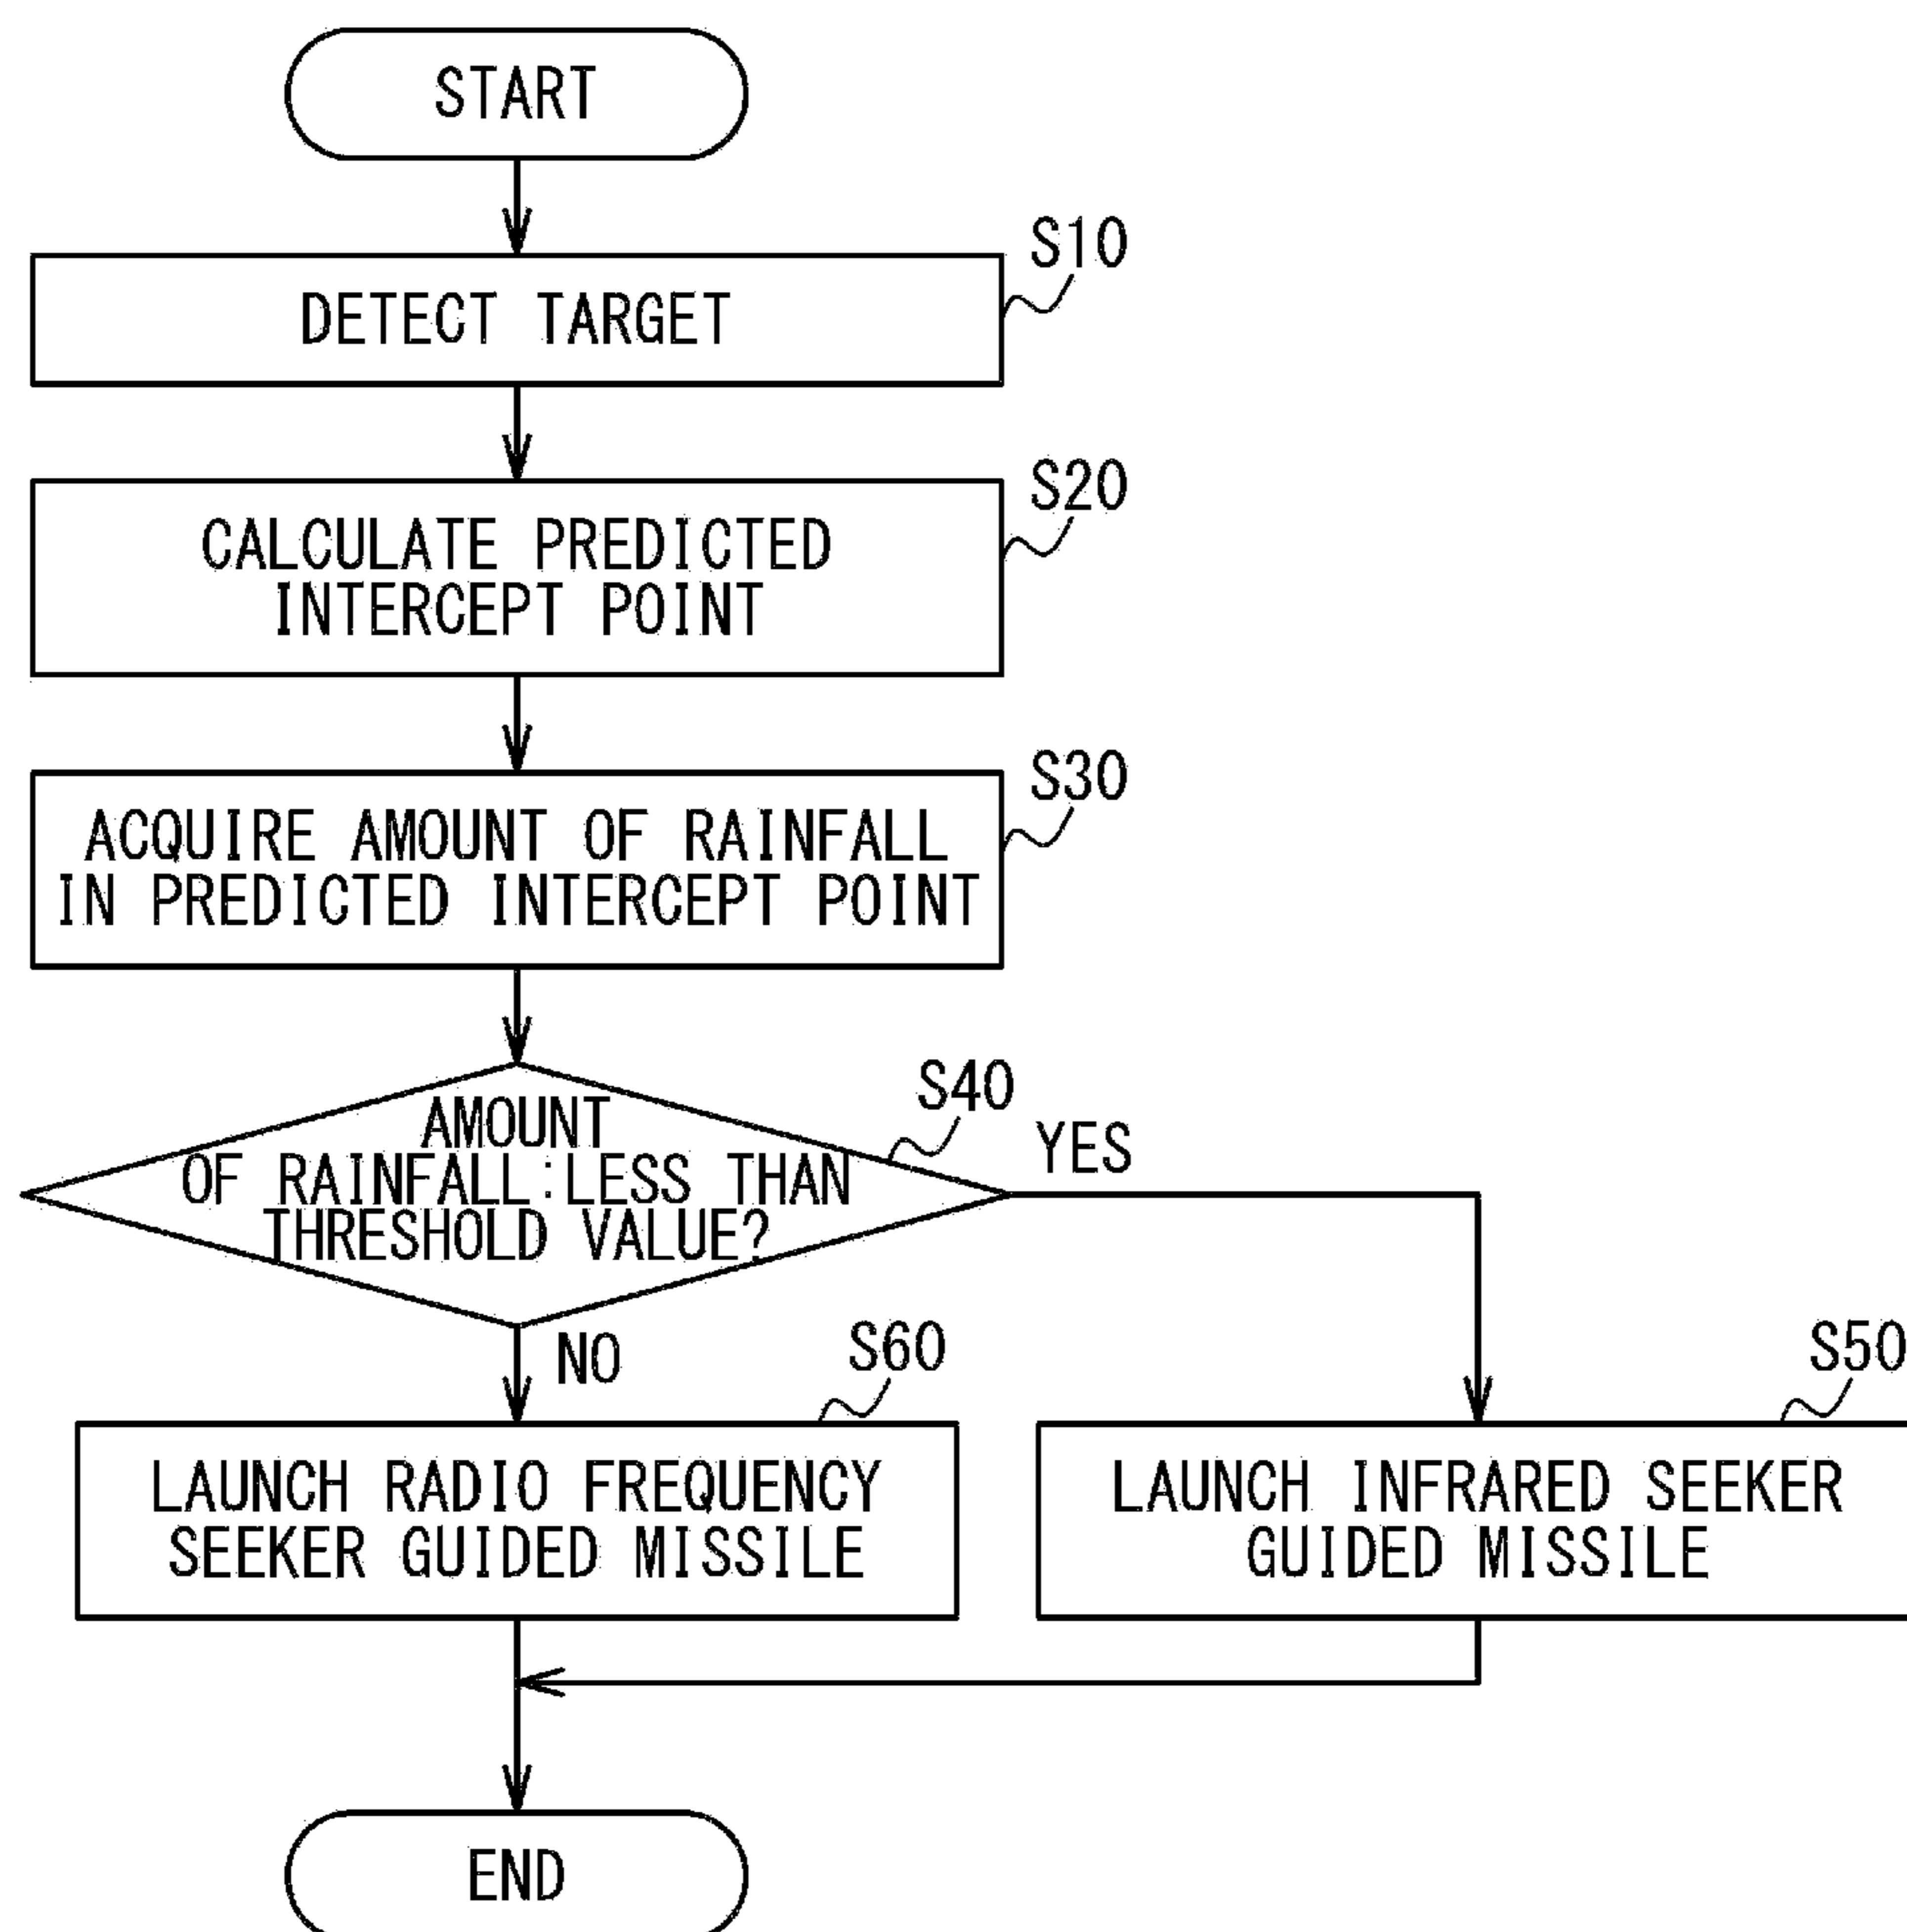 START
S10
DETECT TARGET
S20
CALCULATE PREDICTED
INTERCEPT POINT
S30
ACQUIRE AMOUNT OF RAINFALL
IN PREDICTED INTERCEPT POINT
S40
AMOUNT
OF RAINFALL:LESS THAN
THRESHOLD VALUE?
YES
NO
S60
LAUNCH RADIO FREQUENCY
SEEKER GUIDED MISSILE
S50
LAUNCH INFRARED SEEKER
GUIDED MISSILE
END